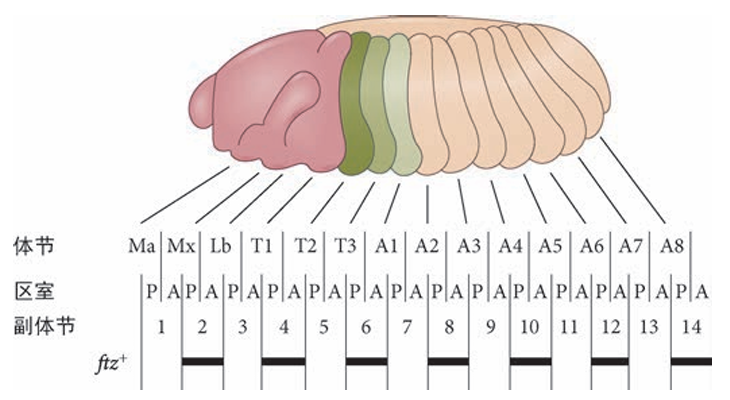 体节 Ma Mx Lb T1 T2 T3 A1 A2 A3 A4 A5 A6 A7 A8
区室 P A P A P A P A P A P A P A P A P A P A P A P A P A P A
副体节 1 2 3 4 5 6 7 8 9 10 11 12 13 14
ftz+